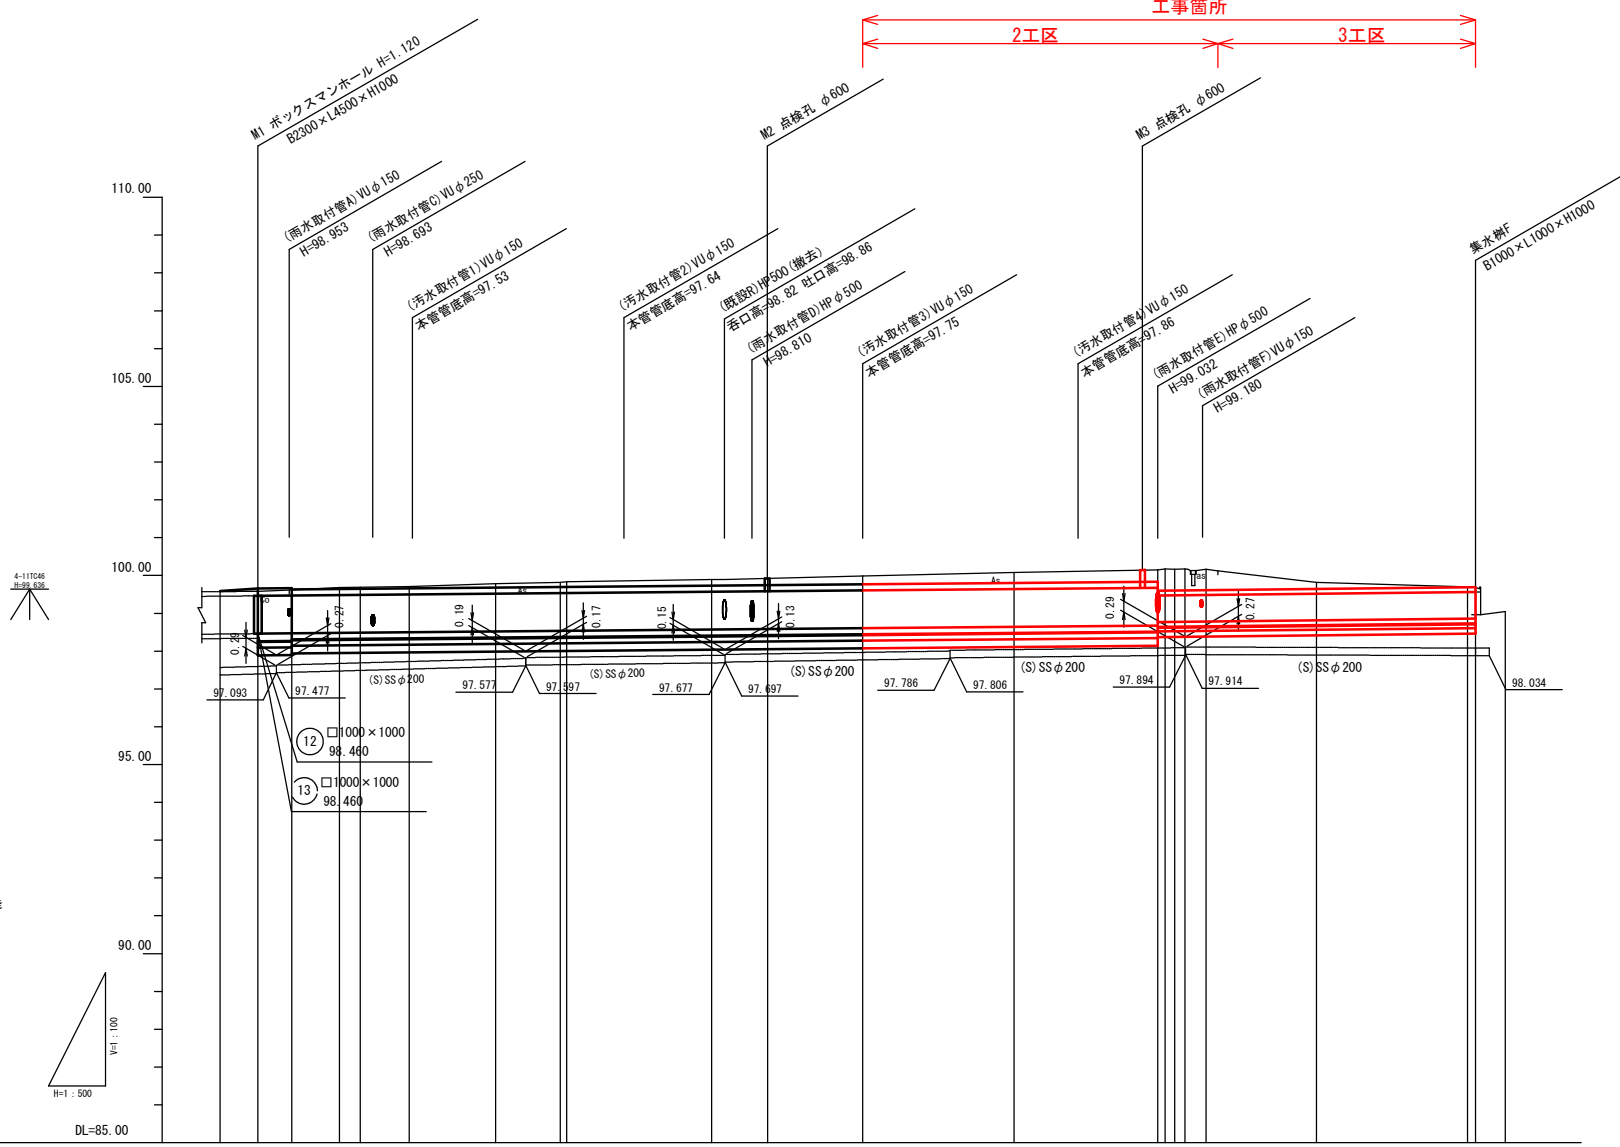 工事箇所
2工区
3工区
M1 ボックスマンホール H=1.120
B2300×L4500×H1000
M2 点検孔 φ600
M3 点検孔 φ600
(雨水取付管A)VUφ150
H=98.953
(雨水取付管C)VUφ250
H=98.693
(汚水取付管1)VUφ150
本管管底高=97.53
(汚水取付管2)VUφ150
本管管底高=97.64
(既設R)HP500(撤去)
呑口高=98.82 吐口高=98.86
(雨水取付管D)HPφ500
H=98.810
(汚水取付管3)VUφ150
本管管底高=97.75
(汚水取付管4)VUφ150
本管管底高=97.86
(雨水取付管E)HPφ500
H=99.032
(雨水取付管F)VUφ150
H=99.180
集水桝F
B1000×L1000×H1000
110.00
105.00
100.00
95.00
90.00
DL=85.00
4-11TC46
H=99.636
As
As
as
0.29
0.27
0.19
0.17
0.15
0.13
0.29
0.27
(S)SSφ200
(S)SSφ200
(S)SSφ200
(S)SSφ200
(S)SSφ200
97.093
97.477
97.577
97.597
97.677
97.697
97.786
97.806
97.894
97.914
98.034
12 □1000×1000
98.460
13 □1000×1000
98.460
V=1:100
H=1:500